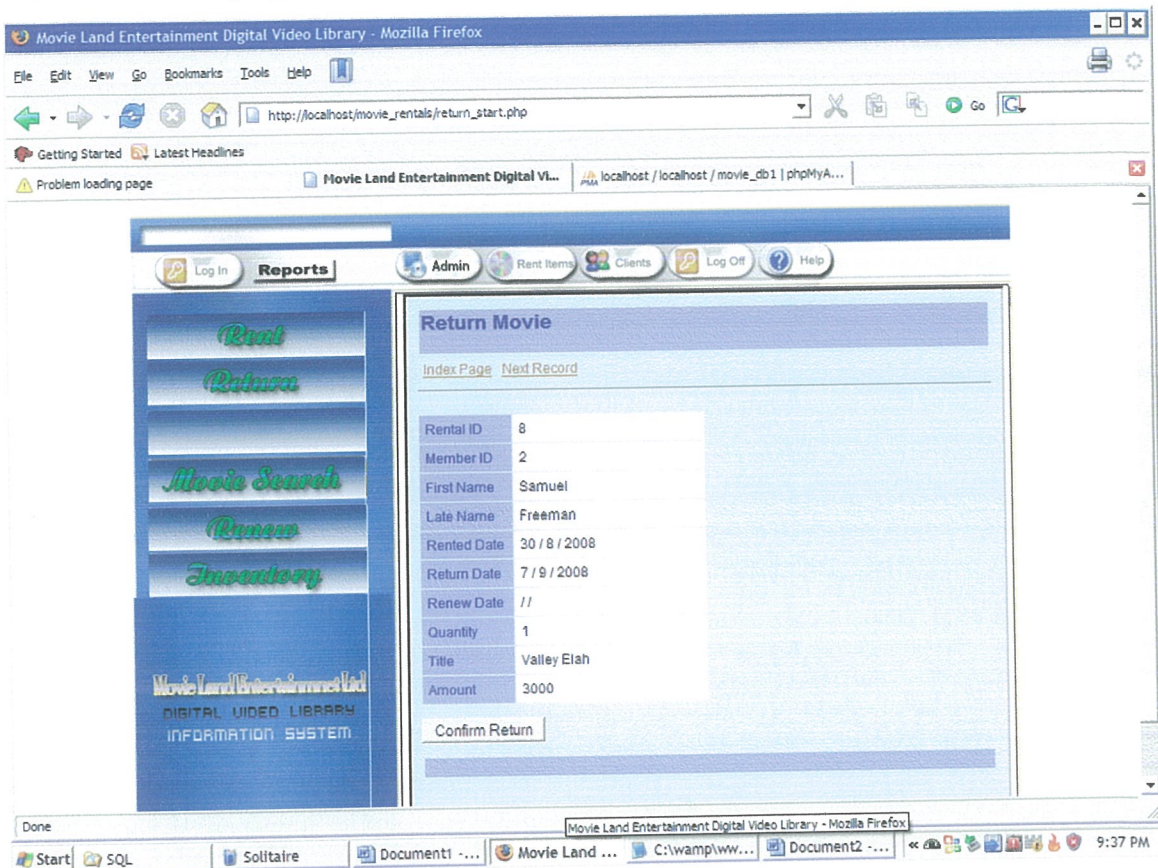 Movie Land Entertainment Digital Video Library - Mozilla Firefox
File Edit View Go Bookmarks Tools Help
http://localhost/movie_rentals/return_start.php Go G
Getting Started Latest Headlines
Problem loading page Movie Land Entertainment Digital Vi... PMA localhost / localhost / movie_db1 | phpMyA...
Log In Reports Admin Rent Items Clients Log Off Help
Rent
Return
Movie Search
Renew
Inventory
Movie Land Entertainmnet Ltd
DIGITAL VIDEO LIBRARY
INFORMATION SYSTEM
Return Movie
Index Page Next Record
Rental ID 8
Member ID 2
First Name Samuel
Late Name Freeman
Rented Date 30 / 8 / 2008
Return Date 7 / 9 / 2008
Renew Date / /
Quantity 1
Title Valley Elah
Amount 3000
Confirm Return
Done
Movie Land Entertainment Digital Video Library - Mozilla Firefox
Start SQL Solitaire Document1 -... Movie Land ... C:\wamp\ww... Document2 -... « 9:37 PM